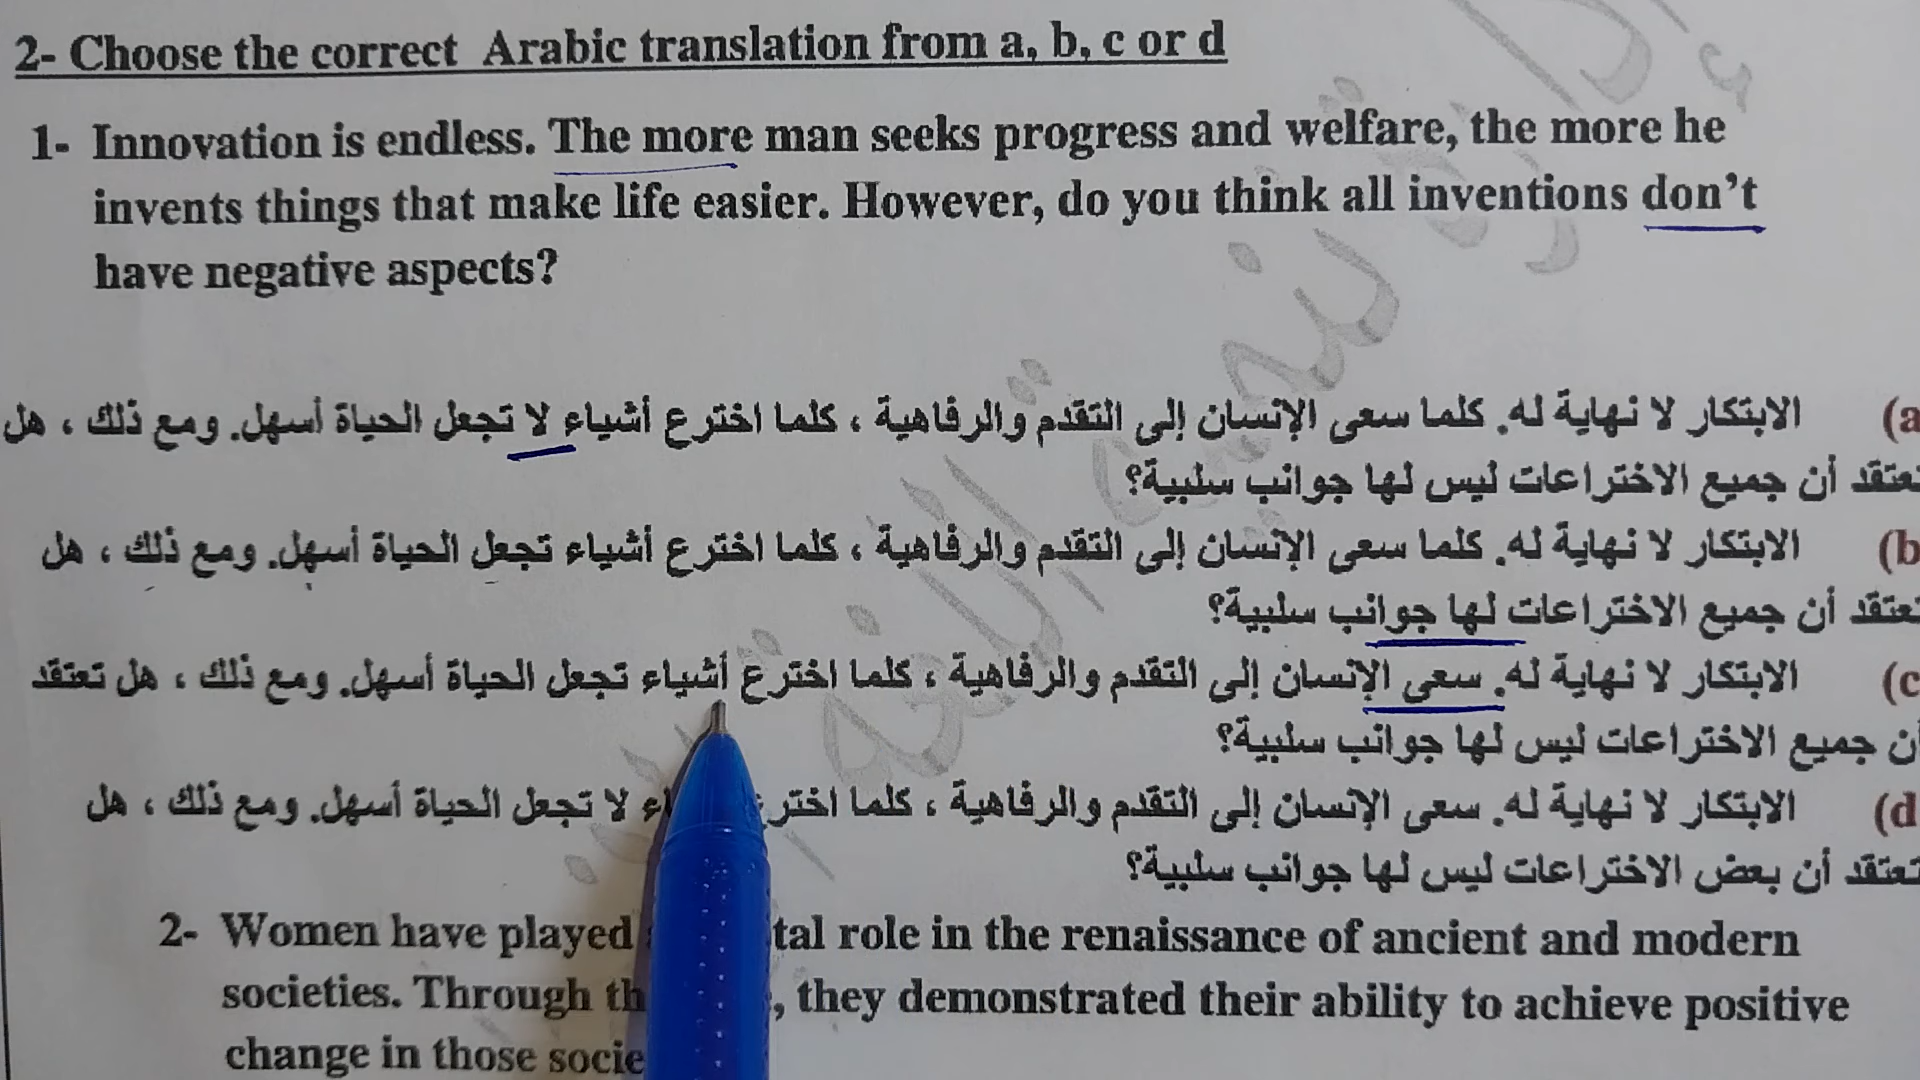 2- Choose the correct Arabic translation from a, b, c or d
1- Innovation is endless. The more man seeks progress and welfare, the more he
invents things that make life easier. However, do you think all inventions don't
have negative aspects?
(a الابتكار لا نهاية له. كلما سعى الإنسان إلى التقدم والرفاهية ، كلما اخترع أشياء لا تجعل الحياة أسهل. ومع ذلك ، هل
تعتقد أن جميع الاختراعات ليس لها جوانب سلبية؟
(b الابتكار لا نهاية له. كلما سعى الإنسان إلى التقدم والرفاهية ، كلما اخترع أشياء تجعل الحياة أسهل. ومع ذلك ، هل
تعتقد أن جميع الاختراعات لها جوانب سلبية؟
(c الابتكار لا نهاية له. سعى الإنسان إلى التقدم والرفاهية ، كلما اخترع أشياء تجعل الحياة أسهل. ومع ذلك ، هل تعتقد
أن جميع الاختراعات ليس لها جوانب سلبية؟
(d الابتكار لا نهاية له. سعى الإنسان إلى التقدم والرفاهية ، كلما لا تجعل الحياة أسهل. ومع ذلك ، هل
تعتقد أن بعض الاختراعات ليس لها جوانب سلبية؟
2- Women have played role in the renaissance of ancient and modern
societies. Through , they demonstrated their ability to achieve positive
change in those